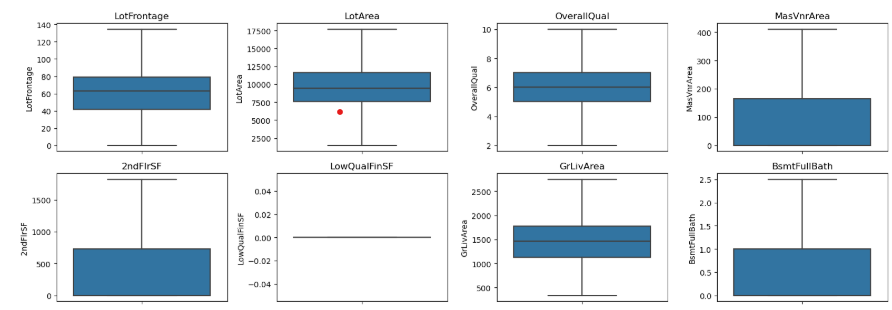 LotFrontage
140
120
100
80
60
40
20
0
LotFrontage
LotArea
17500
15000
12500
10000
7500
5000
2500
LotArea
OverallQual
10
8
6
4
2
OverallQual
MasVnrArea
400
300
200
100
0
MasVnrArea
2ndFlrSF
1500
1000
500
0
2ndFlrSF
LowQualFinSF
0.04
0.02
0.00
−0.02
−0.04
LowQualFinSF
GrLivArea
2500
2000
1500
1000
500
GrLivArea
BsmtFullBath
2.5
2.0
1.5
1.0
0.5
0.0
BsmtFullBath